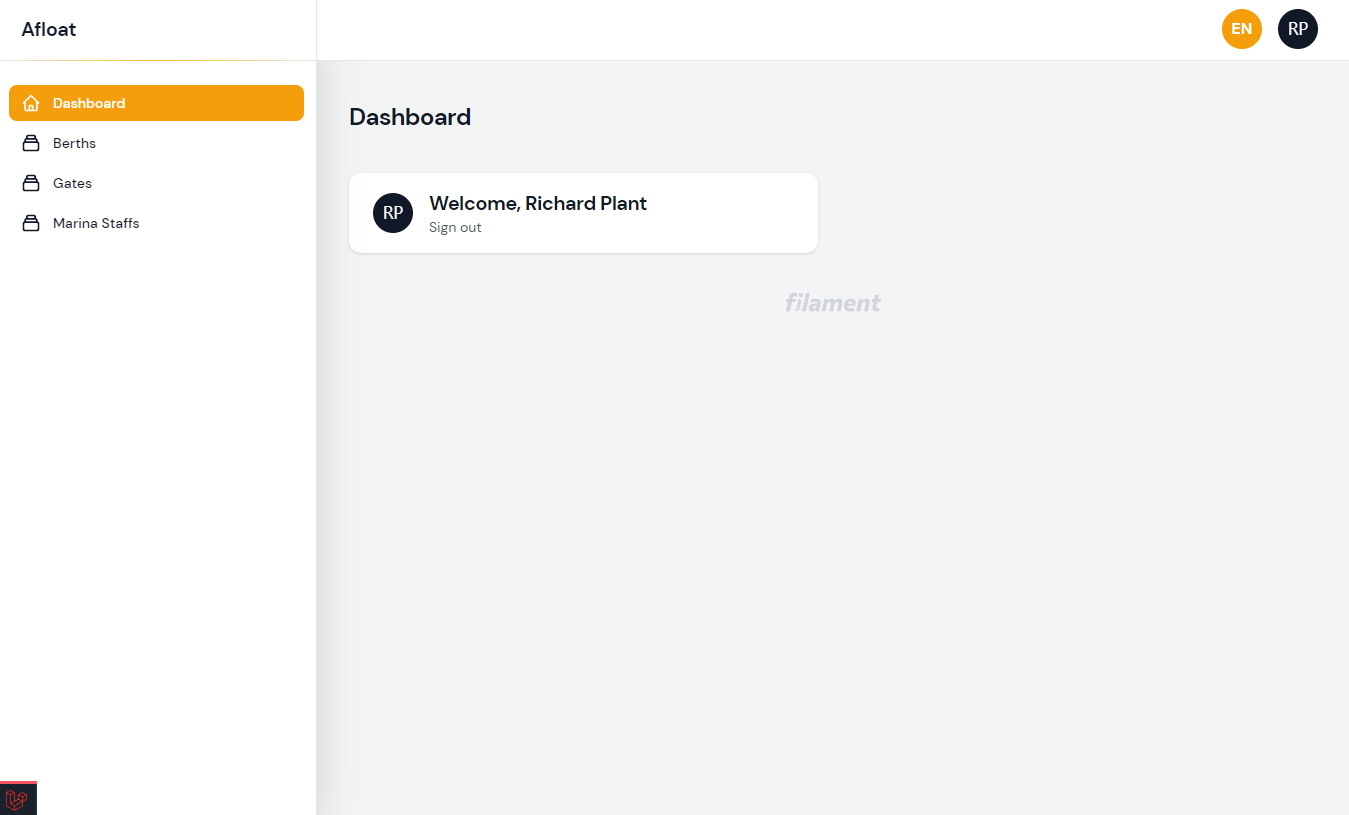 Afloat
EN
RP
Dashboard
Berths
Gates
Marina Staffs
Dashboard
RP
Welcome, Richard Plant
Sign out
filament